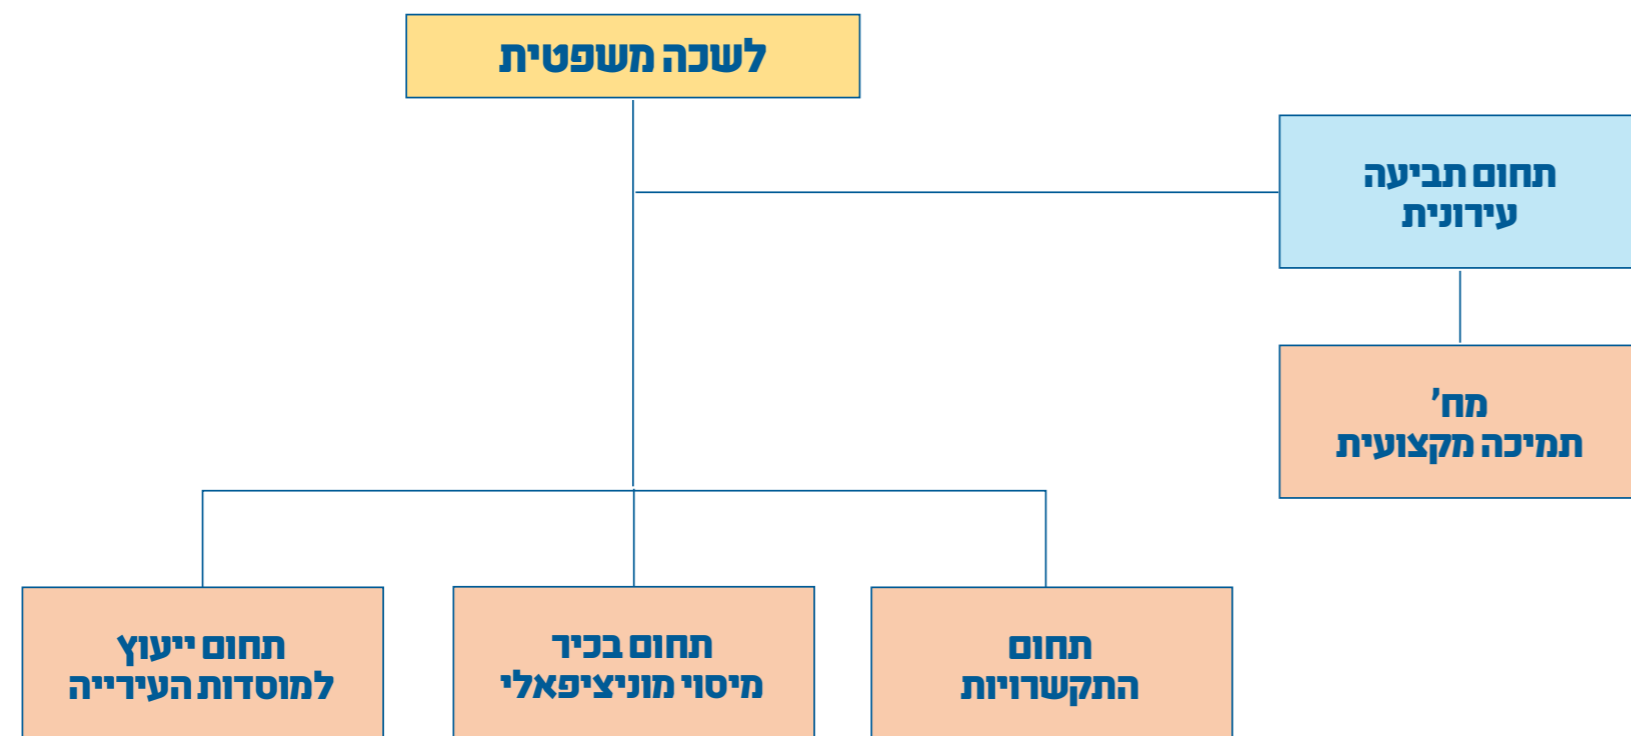 לשכה משפטית
תחום תביעה
עירונית
מח'
תמיכה מקצועית
תחום
התקשרויות
תחום בכיר
מיסוי מוניציפאלי
תחום ייעוץ
למוסדות העירייה